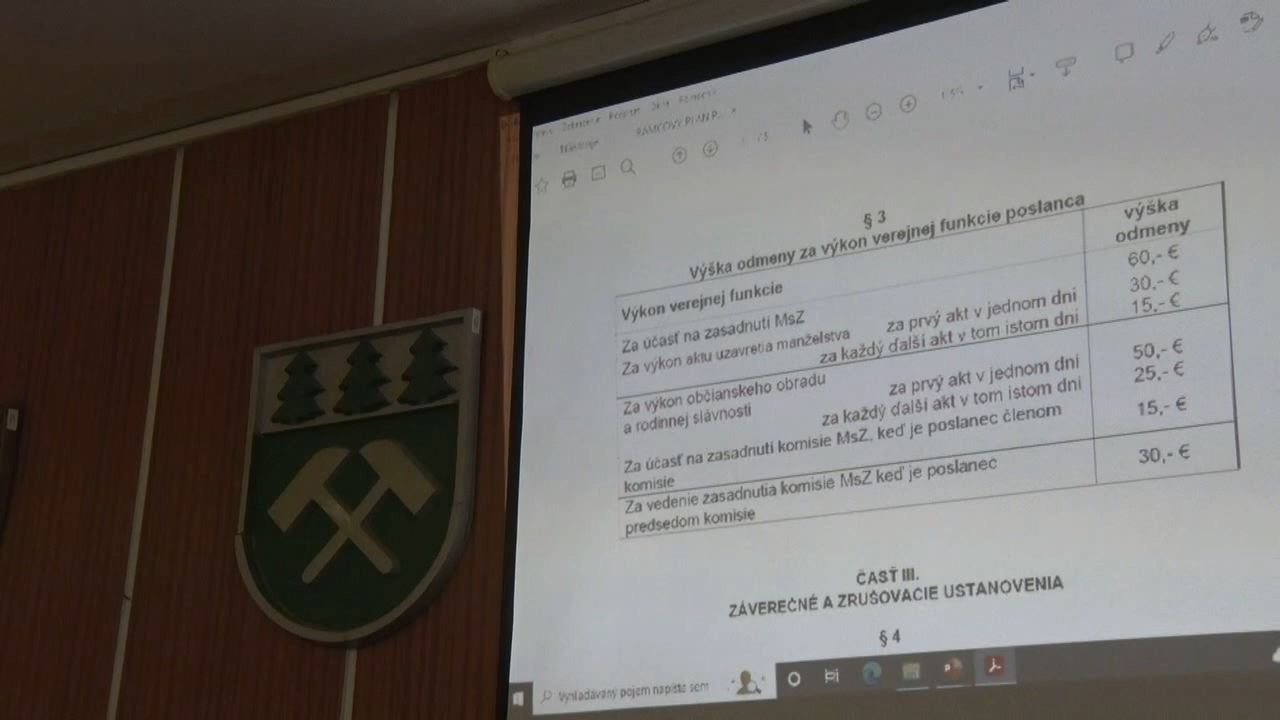 RÁMCOVÝ PLÁN P...
Nástroje
§ 3
Výška odmeny za výkon verejnej funkcie poslanca
Výkon verejnej funkcie
výška
odmeny
Za účasť na zasadnutí MsZ
60,- €
Za výkon aktu uzavretia manželstva za prvý akt v jednom dni
30,- €
za každý ďalší akt v tom istom dni
15,- €
Za výkon občianskeho obradu
a rodinnej slávnosti
za prvý akt v jednom dni
50,- €
za každý ďalší akt v tom istom dni
25,- €
Za účasť na zasadnutí komisie MsZ, keď je poslanec členom
komisie
15,- €
Za vedenie zasadnutia komisie MsZ keď je poslanec
predsedom komisie
30,- €
ČASŤ III.
ZÁVEREČNÉ A ZRUŠOVACIE USTANOVENIA
§ 4
Vyhľadávaný pojem napíšte sem